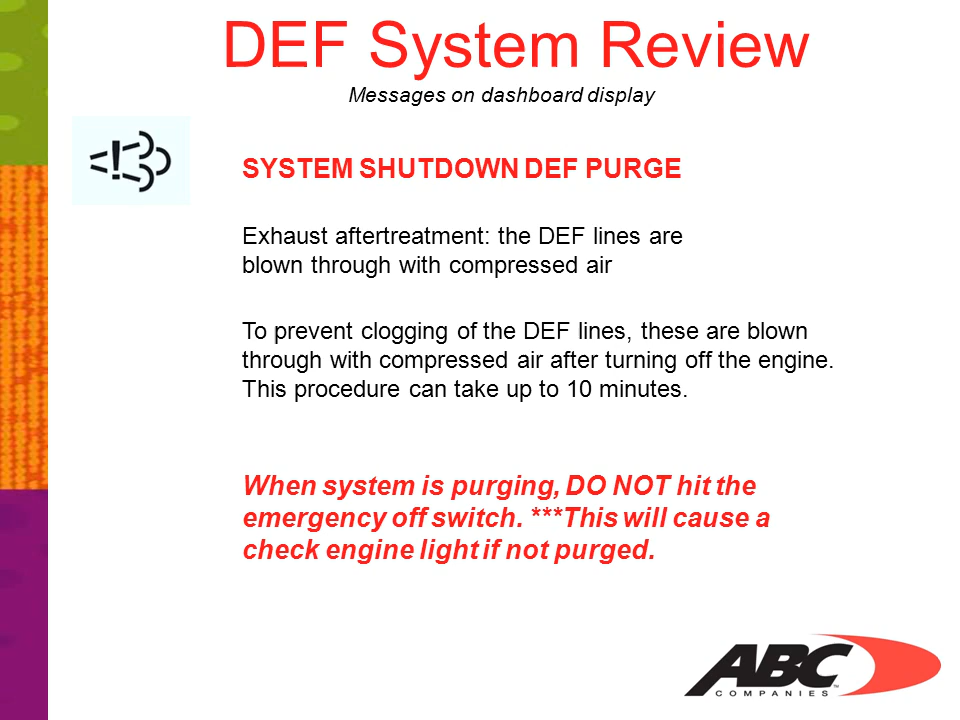 DEF System Review
Messages on dashboard display
SYSTEM SHUTDOWN DEF PURGE
Exhaust aftertreatment: the DEF lines are
blown through with compressed air
To prevent clogging of the DEF lines, these are blown
through with compressed air after turning off the engine.
This procedure can take up to 10 minutes.
When system is purging, DO NOT hit the
emergency off switch. ***This will cause a
check engine light if not purged.
ABC
COMPANIES™